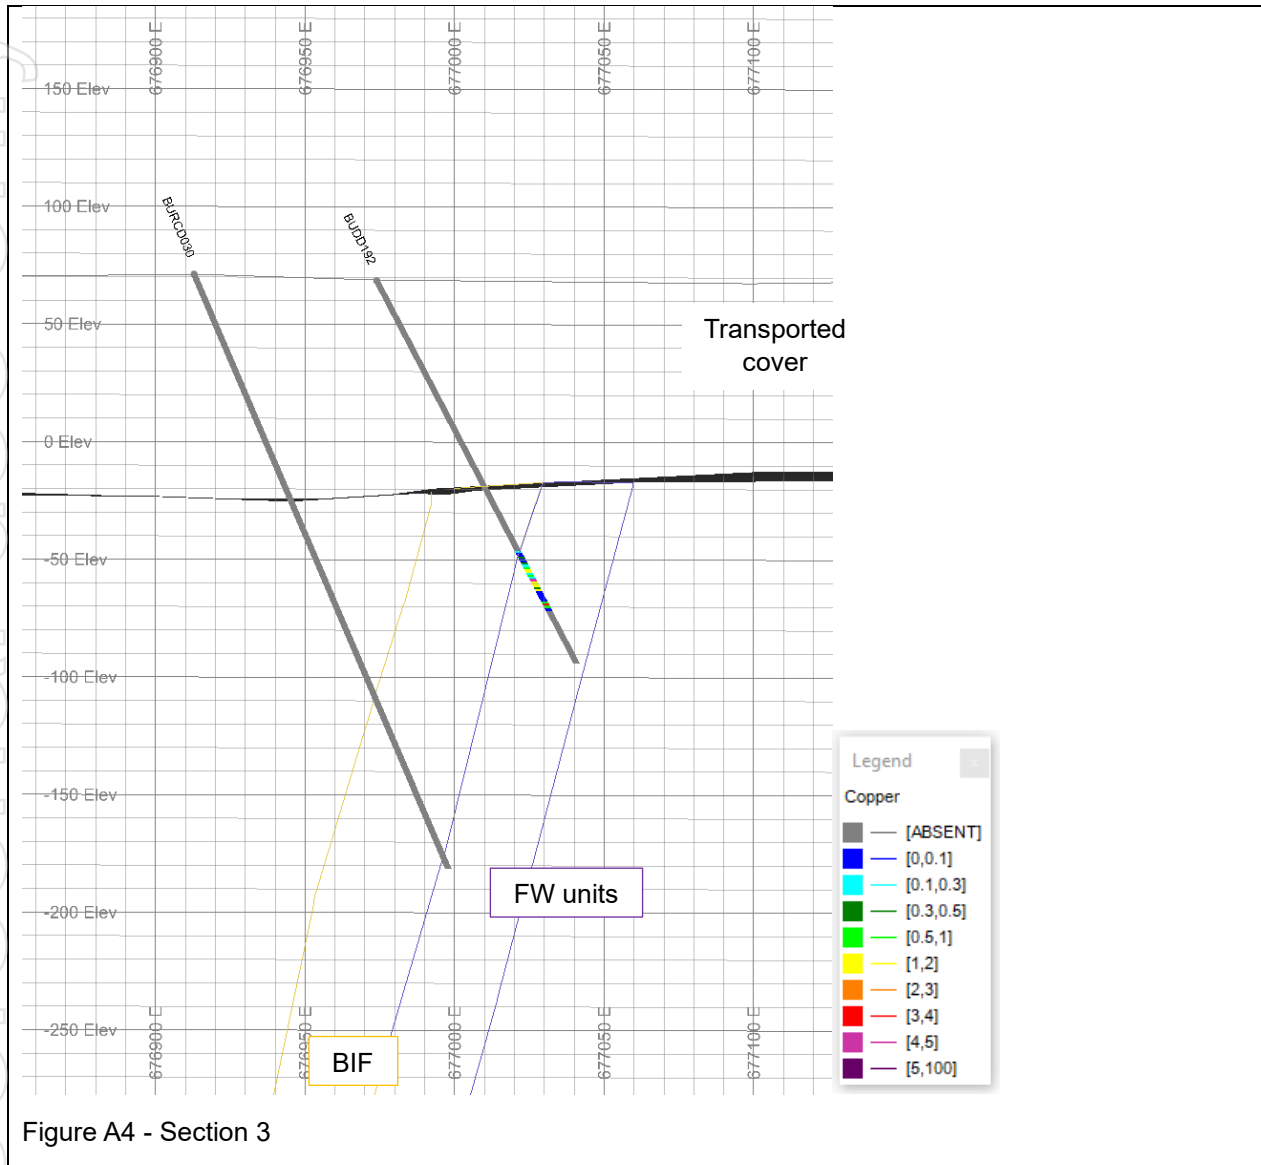 676900 E
676950 E
677000 E
677050 E
677100 E
150 Elev
100 Elev
BURCD030
BUDD192
50 Elev
Transported
cover
0 Elev
-50 Elev
-100 Elev
-150 Elev
FW units
-200 Elev
-250 Elev
BIF
676900 E
676950 E
677000 E
677050 E
677100 E
Legend
x
Copper
[ABSENT]
[0,0.1]
[0.1,0.3]
[0.3,0.5]
[0.5,1]
[1,2]
[2,3]
[3,4]
[4,5]
[5,100]
Figure A4 - Section 3